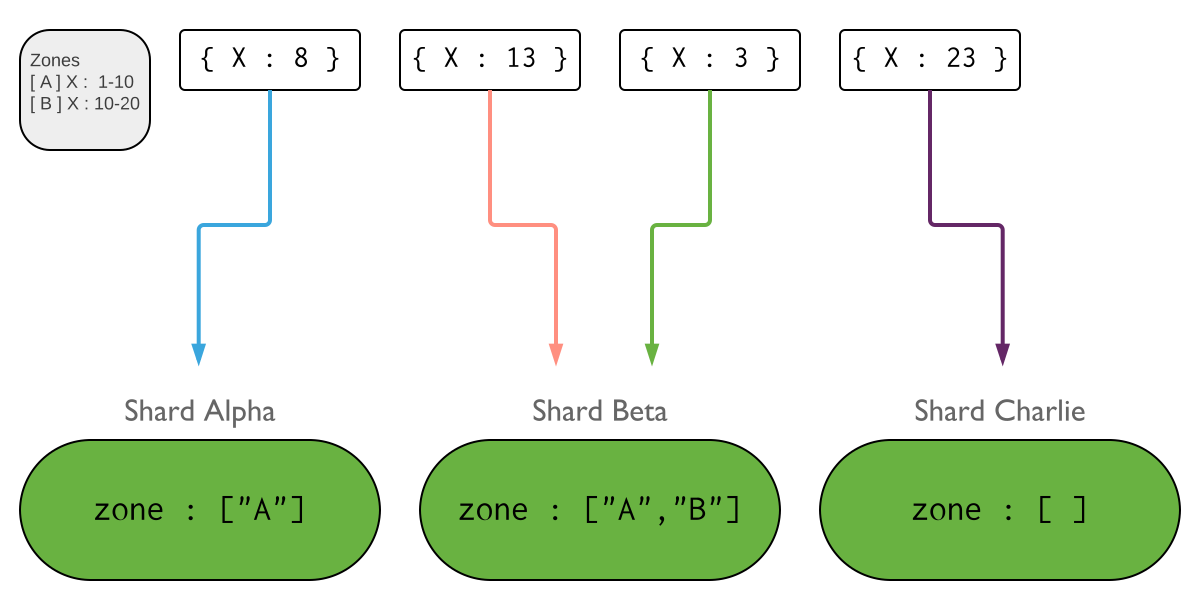 Zones
[ A ] X :  1-10
[ B ] X : 10-20
{ X : 8 }
{ X : 13 }
{ X : 3 }
{ X : 23 }
Shard Alpha
Shard Beta
Shard Charlie
zone : ["A"]
zone : ["A","B"]
zone : [ ]